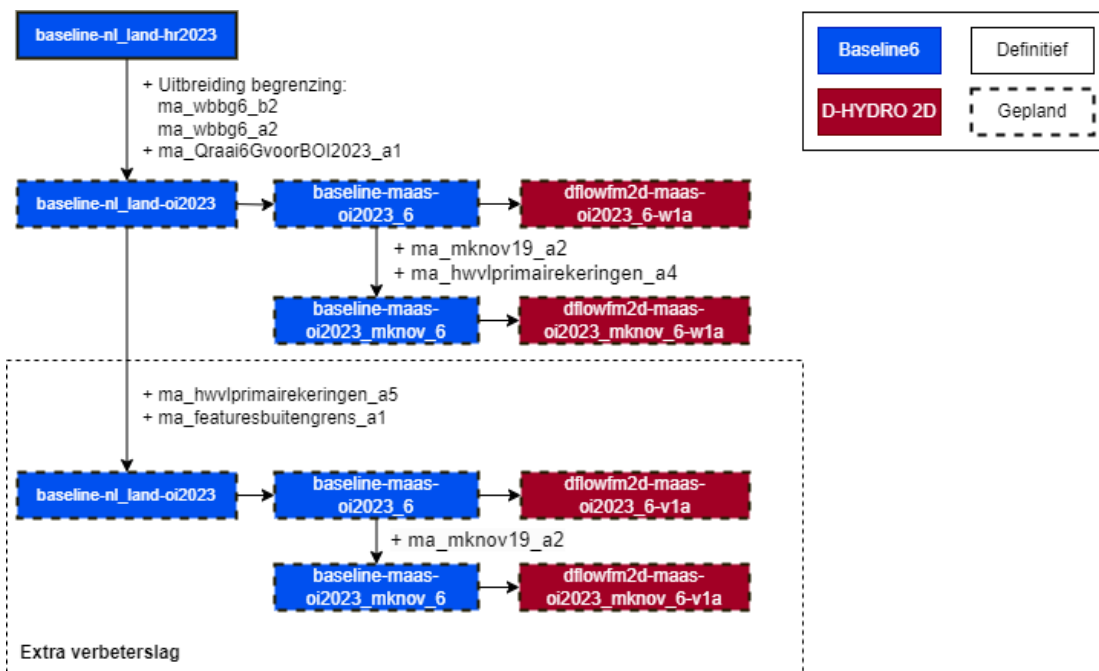 baseline-nl_land-hr2023
Baseline6
Definitief
D-HYDRO 2D
Gepland
+ Uitbreiding begrenzing:
ma_wbbg6_b2
ma_wbbg6_a2
+ ma_Qraai6GvoorBOI2023_a1
baseline-nl_land-oi2023
baseline-maas-
oi2023_6
dflowfm2d-maas-
oi2023_6-w1a
+ ma_mknov19_a2
+ ma_hwvlprimairekeringen_a4
baseline-maas-
oi2023_mknov_6
dflowfm2d-maas-
oi2023_mknov_6-w1a
+ ma_hwvlprimairekeringen_a5
+ ma_featuresbuitengrens_a1
baseline-nl_land-oi2023
baseline-maas-
oi2023_6
dflowfm2d-maas-
oi2023_6-v1a
+ ma_mknov19_a2
baseline-maas-
oi2023_mknov_6
dflowfm2d-maas-
oi2023_mknov_6-v1a
Extra verbeterslag